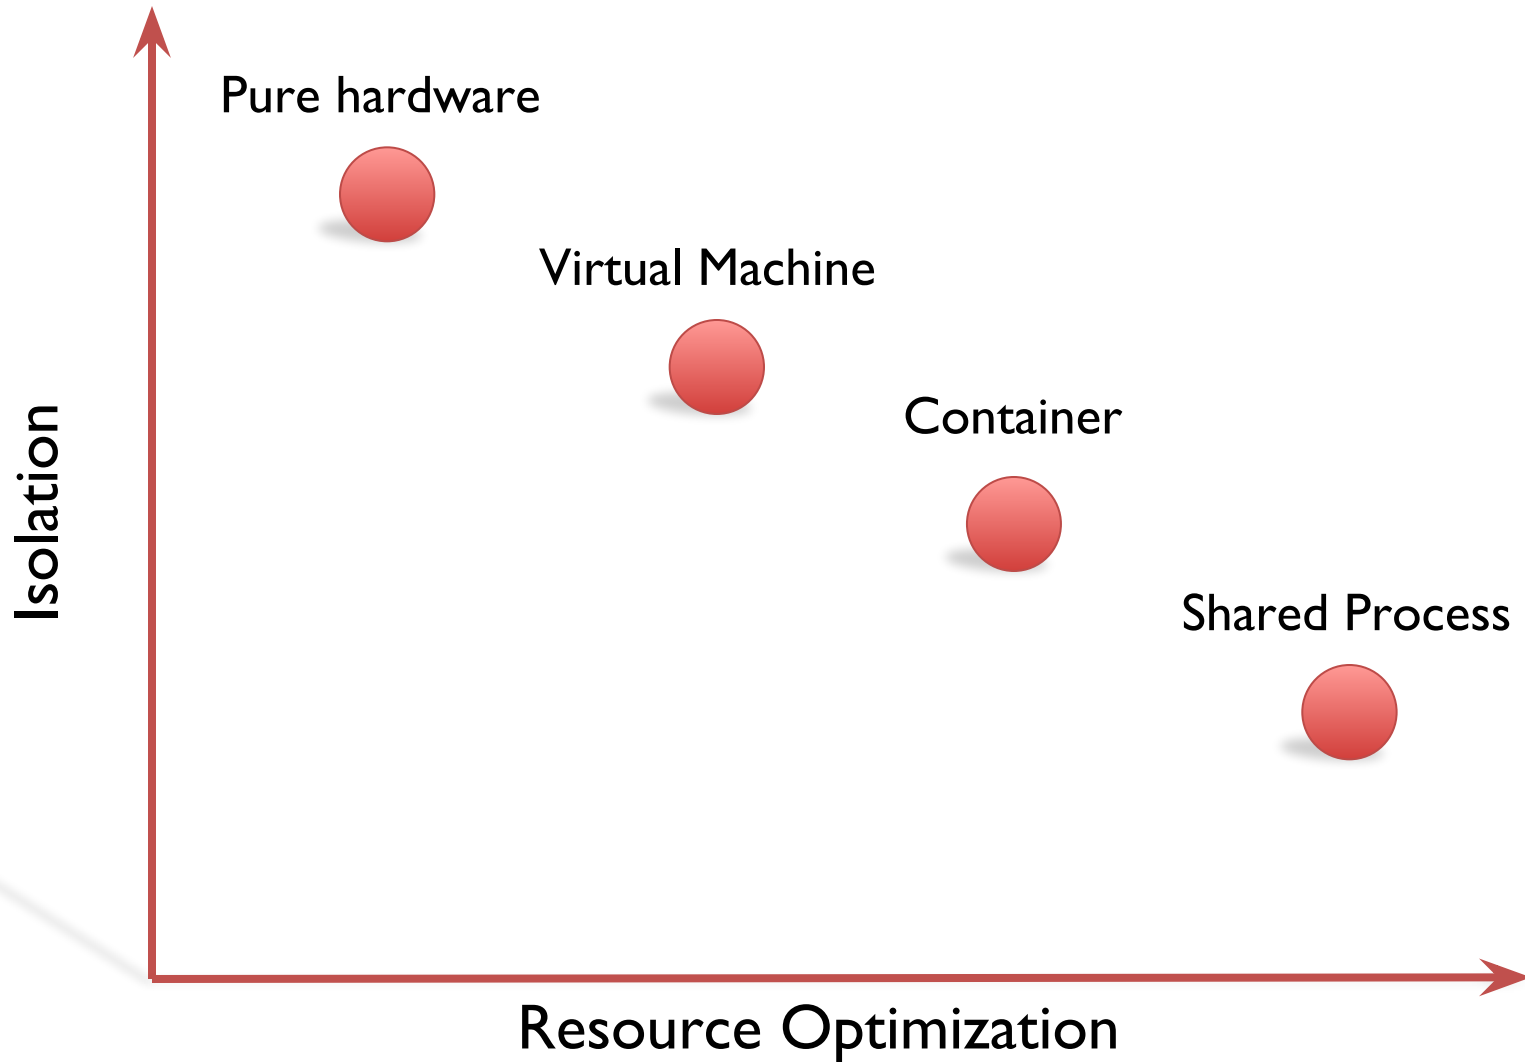 Pure hardware
Virtual Machine
Container
Shared Process
Isolation
Resource Optimization